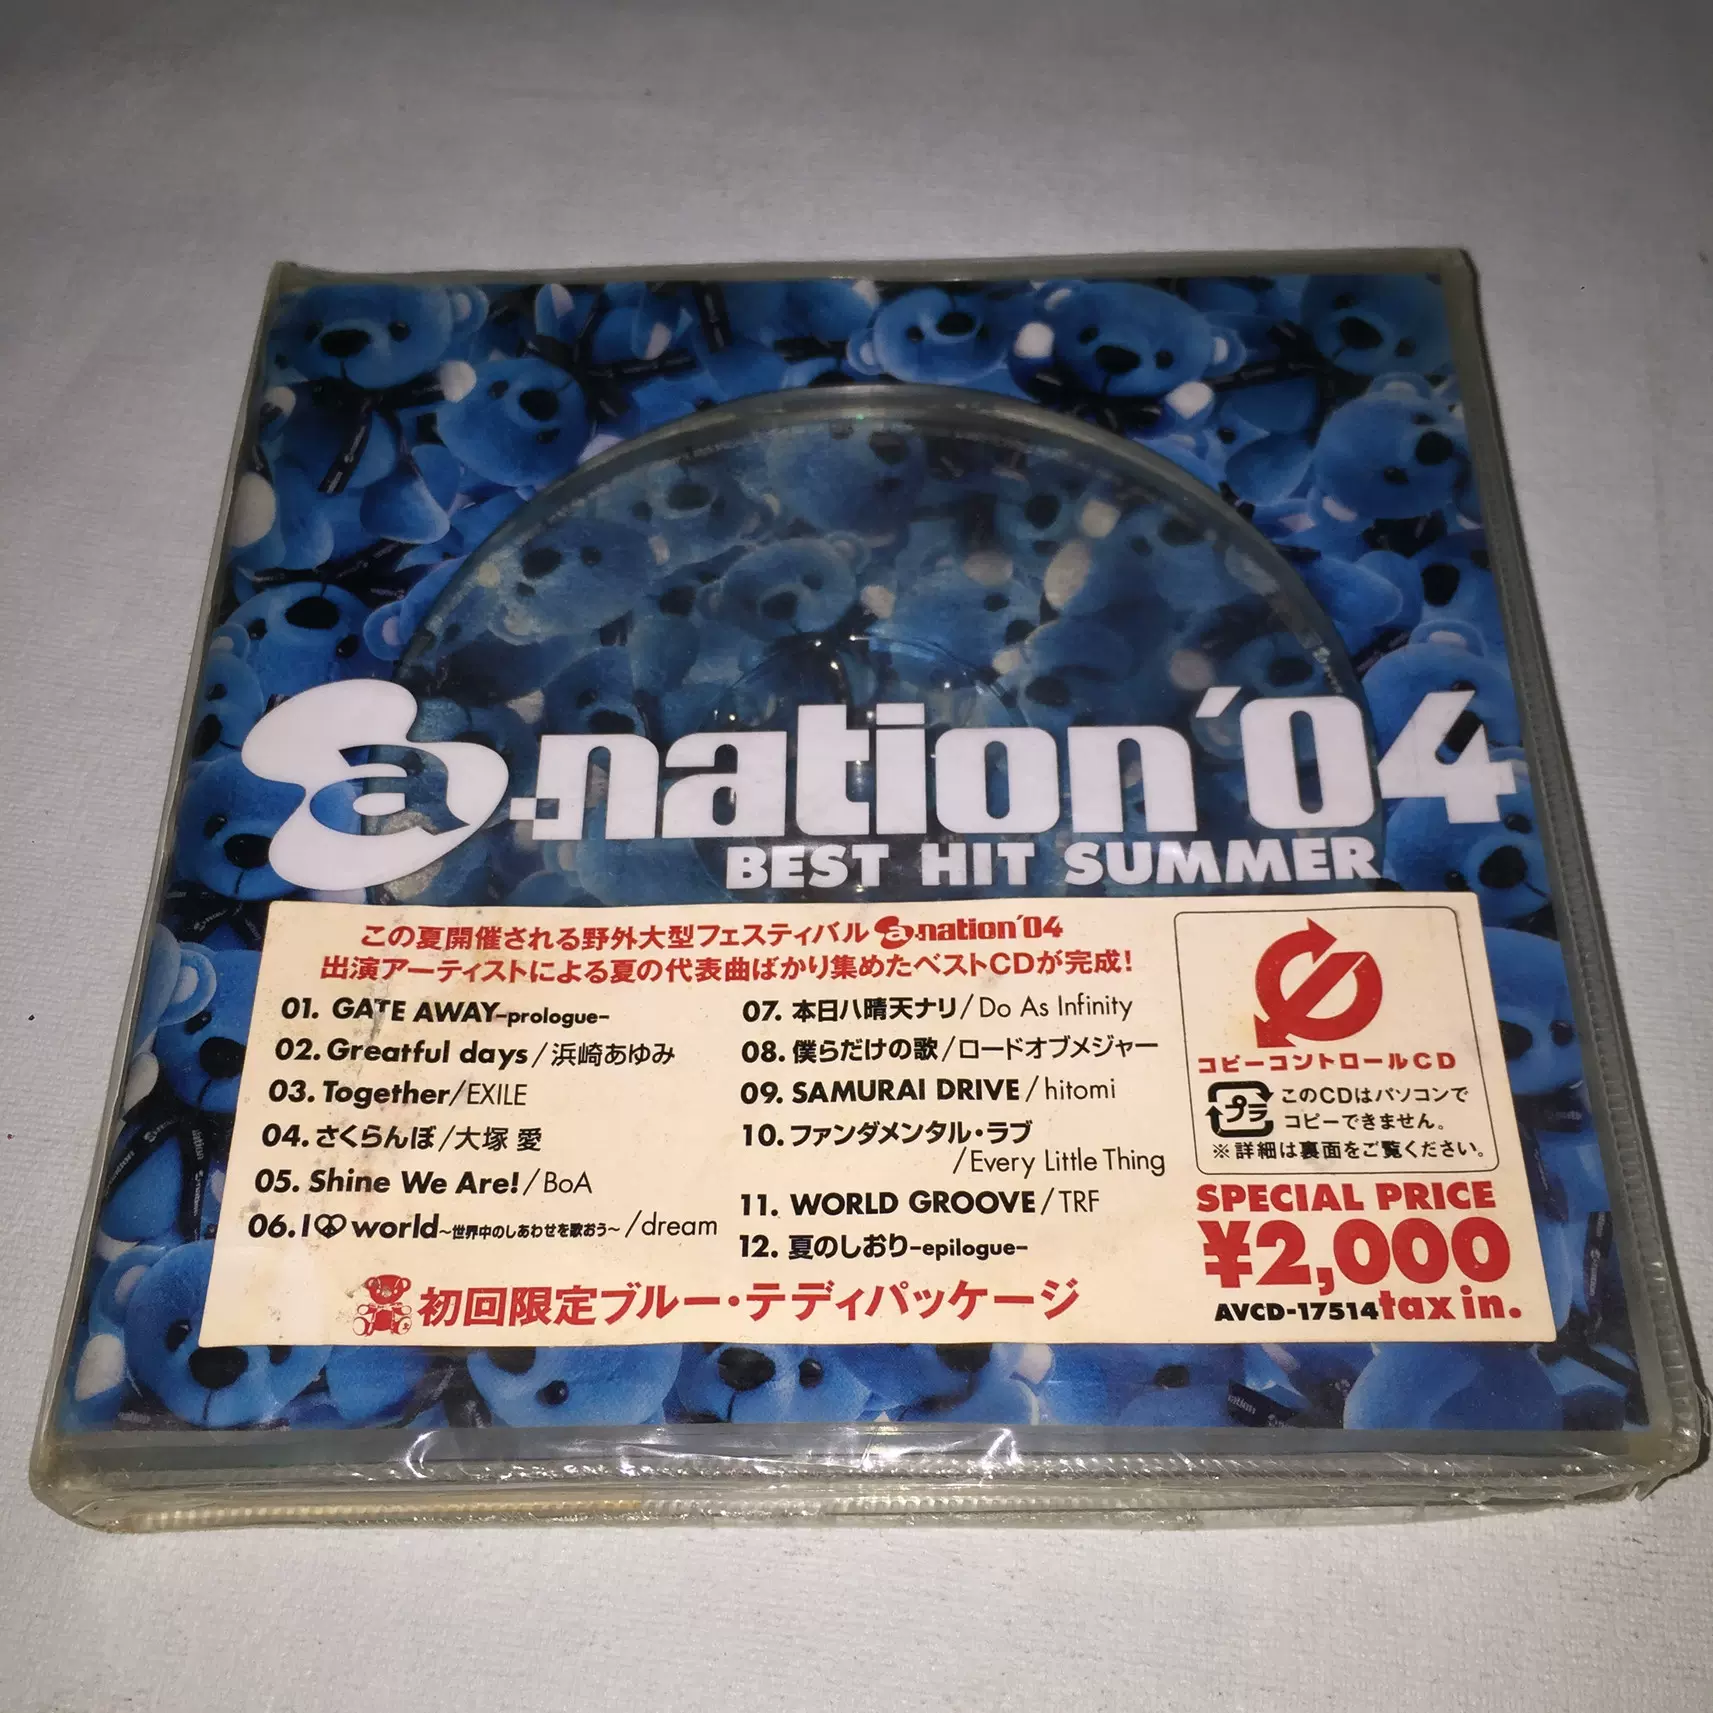 a-nation'04
BEST HIT SUMMER
この夏開催される野外大型フェスティバル a-nation'04
出演アーティストによる夏の代表曲ばかり集めたベストCDが完成!
01. GATE AWAY-prologue-
02. Greatful days/浜崎あゆみ
03. Together/EXILE
04. さくらんぼ/大塚 愛
05. Shine We Are!/BoA
06. I world~世界中のしあわせを歌おう~/dream
07. 本日ハ晴天ナリ/Do As Infinity
08. 僕らだけの歌/ロードオブメジャー
09. SAMURAI DRIVE/hitomi
10. ファンダメンタル・ラブ
/Every Little Thing
11. WORLD GROOVE/TRF
12. 夏のしおり-epilogue-
初回限定ブルー・テディパッケージ
コピーコントロールCD
プラ
このCDはパソコンで
コピーできません。
※詳細は裏面をご覧ください。
SPECIAL PRICE
¥2,000
AVCD-17514 tax in.